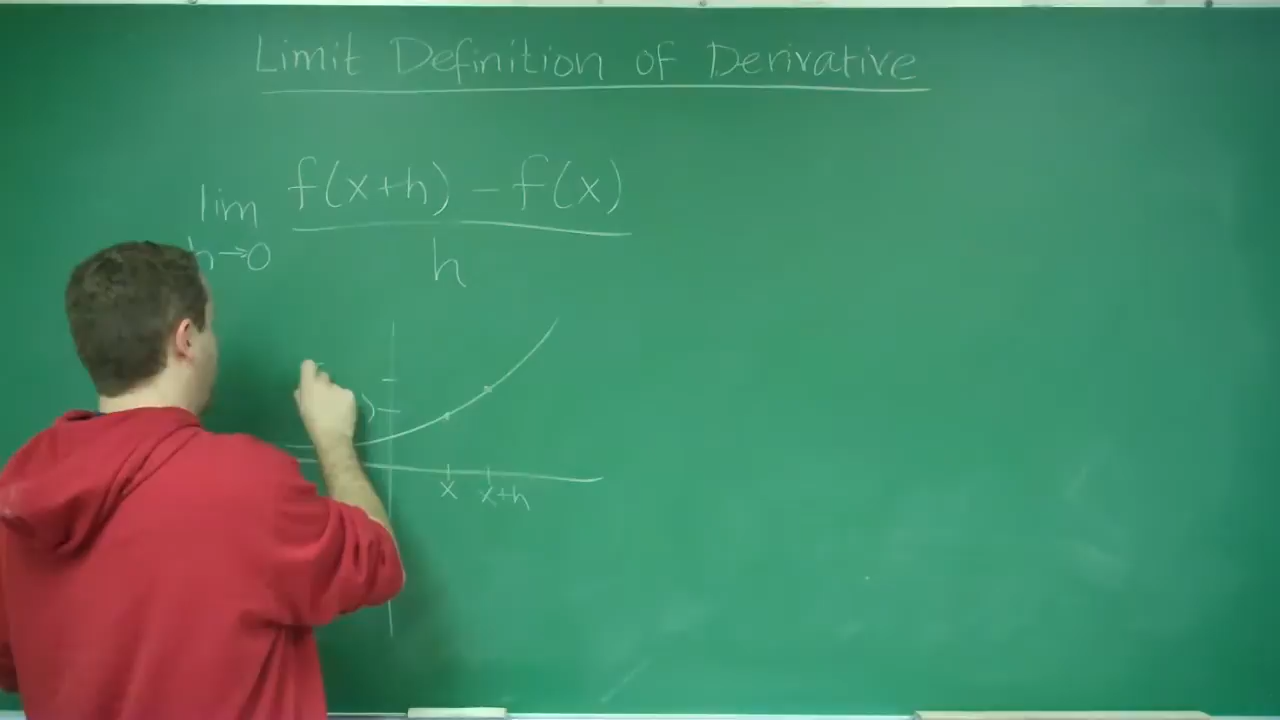 Limit Definition of Derivative
f(x+h) - f(x)
lim
h→0
h
)
x x+h